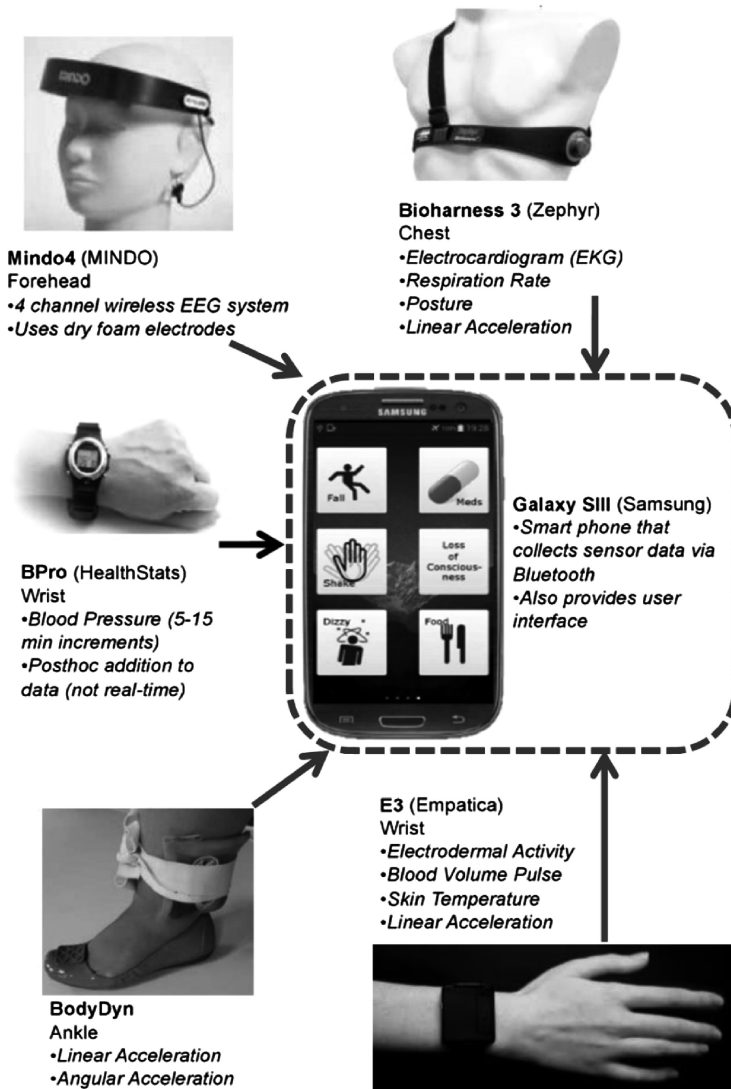 MINDO
Mindo4 (MINDO)
Forehead
•4 channel wireless EEG system
•Uses dry foam electrodes
Bioharness 3 (Zephyr)
Chest
•Electrocardiogram (EKG)
•Respiration Rate
•Posture
•Linear Acceleration
BPro (HealthStats)
Wrist
•Blood Pressure (5-15
min increments)
•Posthoc addition to
data (not real-time)
SAMSUNG
19:28
Fall
Meds
Shake
Loss
of
Conscious-
ness
Dizzy
Food
Galaxy SIII (Samsung)
•Smart phone that
collects sensor data via
Bluetooth
•Also provides user
interface
BodyDyn
Ankle
•Linear Acceleration
•Angular Acceleration
E3 (Empatica)
Wrist
•Electrodermal Activity
•Blood Volume Pulse
•Skin Temperature
•Linear Acceleration